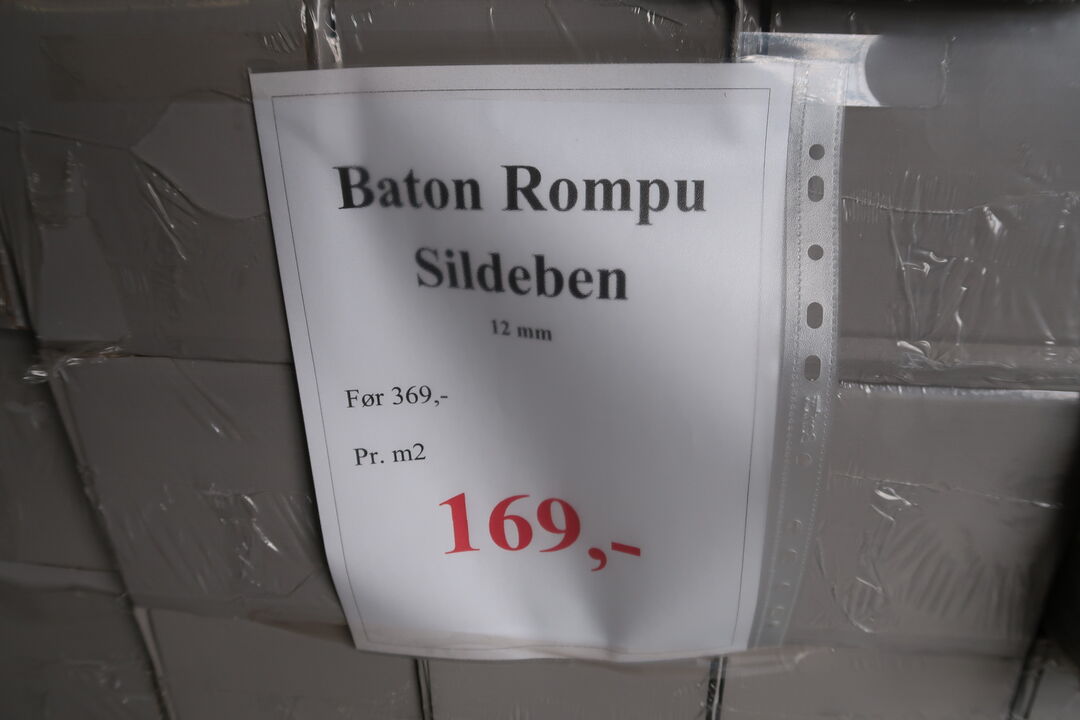 Baton Rompu
Sildeben
12 mm
Før 369,-
Pr. m2
169,-